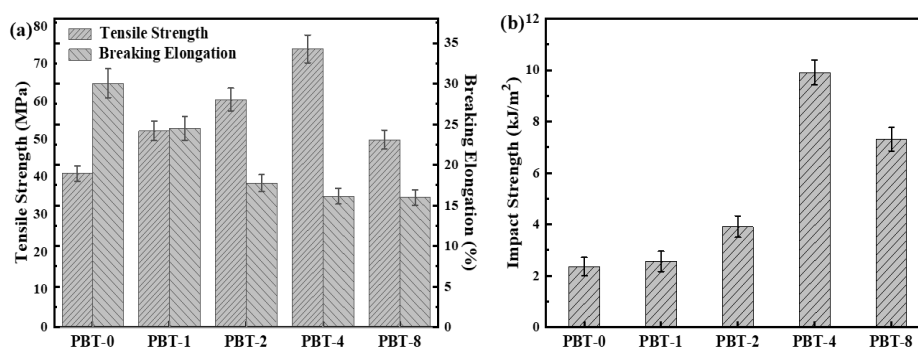 (a)
Tensile Strength
Breaking Elongation
80
70
60
50
40
30
20
10
0
Tensile Strength (MPa)
35
30
25
20
15
10
5
0
Breaking Elongation (%)
PBT-0 PBT-1 PBT-2 PBT-4 PBT-8
(b)
12
10
8
6
4
2
0
Impact Strength (kJ/m²)
PBT-0 PBT-1 PBT-2 PBT-4 PBT-8